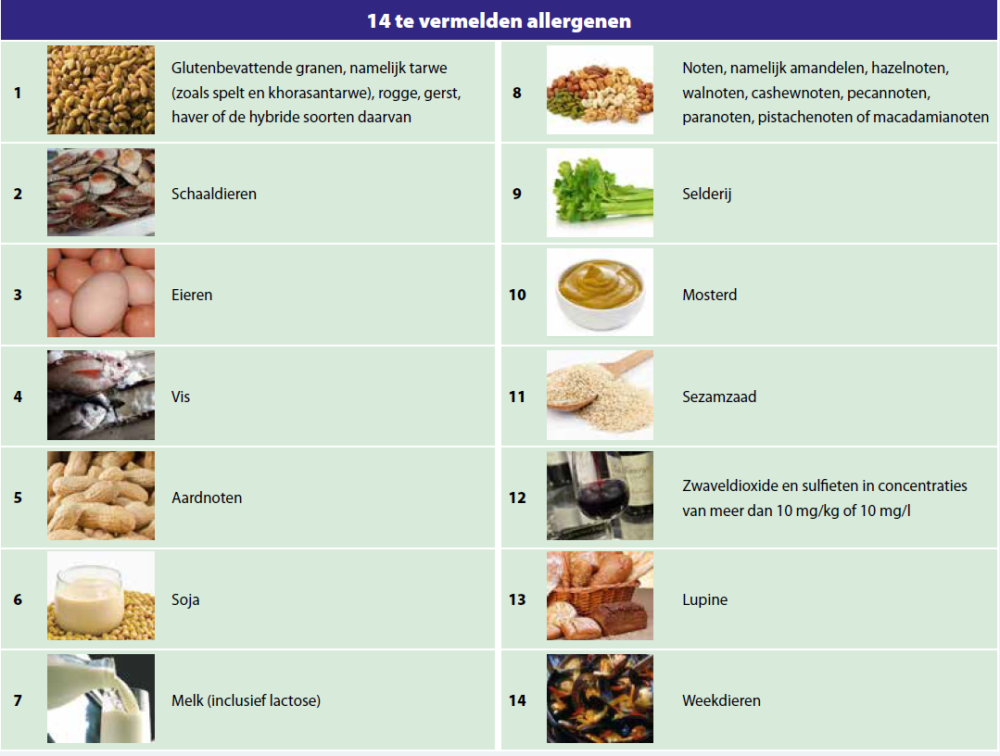 14 te vermelden allergenen
1
Glutenbevattende granen, namelijk tarwe
(zoals spelt en khorasantarwe), rogge, gerst,
haver of de hybride soorten daarvan
2
Schaaldieren
3
Eieren
4
Vis
5
Aardnoten
6
Soja
7
Melk (inclusief lactose)
8
Noten, namelijk amandelen, hazelnoten,
walnoten, cashewnoten, pecannoten,
paranoten, pistachenoten of macadamianoten
9
Selderij
10
Mosterd
11
Sezamzaad
12
Zwaveldioxide en sulfieten in concentraties
van meer dan 10 mg/kg of 10 mg/l
13
Lupine
14
Weekdieren